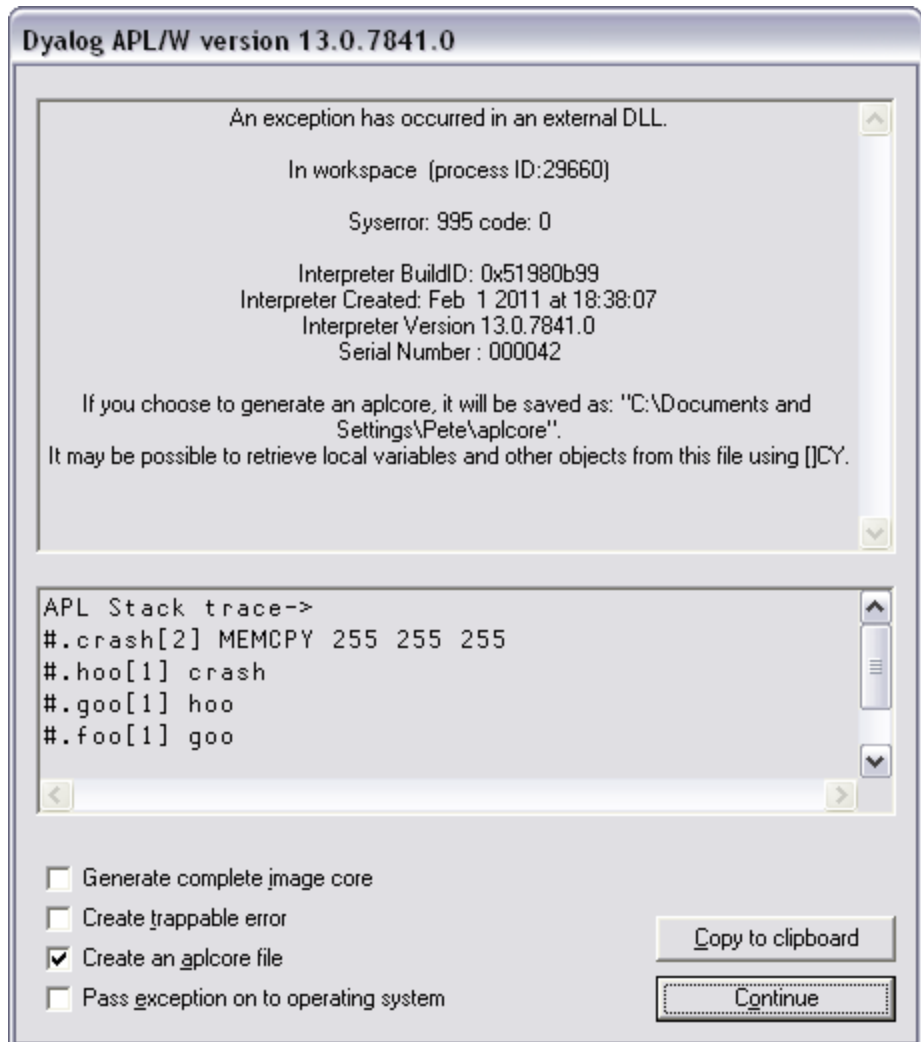 Dyalog APL/W version 13.0.7841.0
An exception has occurred in an external DLL.
In workspace  (process ID:29660)
Syserror: 995 code: 0
Interpreter BuildID: 0x51980b99
Interpreter Created: Feb  1 2011 at 18:38:07
Interpreter Version 13.0.7841.0
Serial Number : 000042
If you choose to generate an aplcore, it will be saved as: "C:\Documents and
Settings\Pete\aplcore".
It may be possible to retrieve local variables and other objects from this file using []CY.
APL Stack trace->
#.crash[2] MEMCPY 255 255 255
#.hoo[1] crash
#.goo[1] hoo
#.foo[1] goo
Generate complete image core
Create trappable error
Create an aplcore file
Pass exception on to operating system
Copy to clipboard
Continue